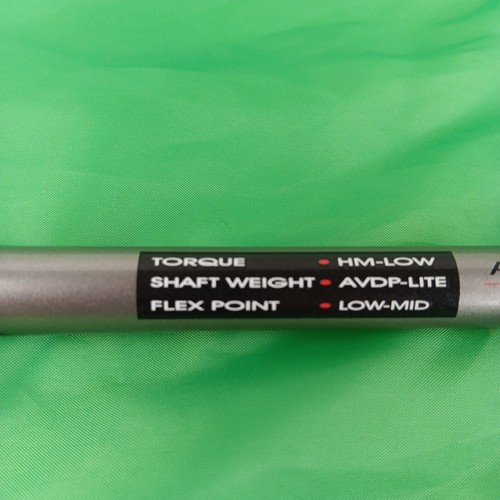 TORQUE • HM-LOW
SHAFT WEIGHT • AVDP-LITE
FLEX POINT • LOW-MID